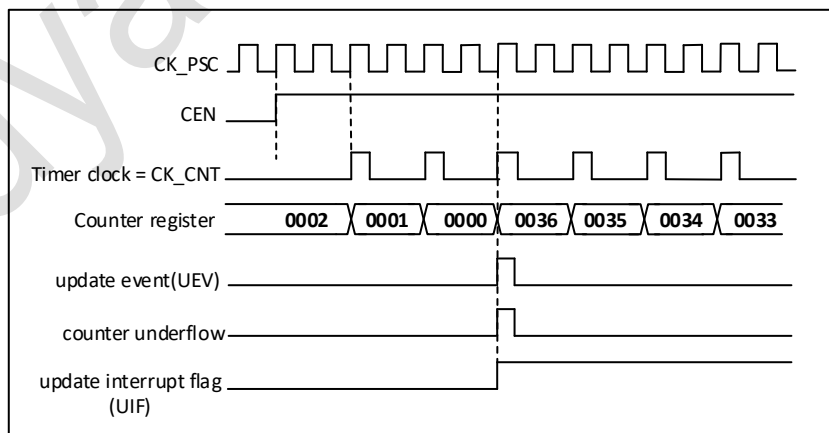 CK_PSC
CEN
Timer clock = CK_CNT
Counter register 0002 0001 0000 0036 0035 0034 0033
update event(UEV)
counter underflow
update interrupt flag
(UIF)